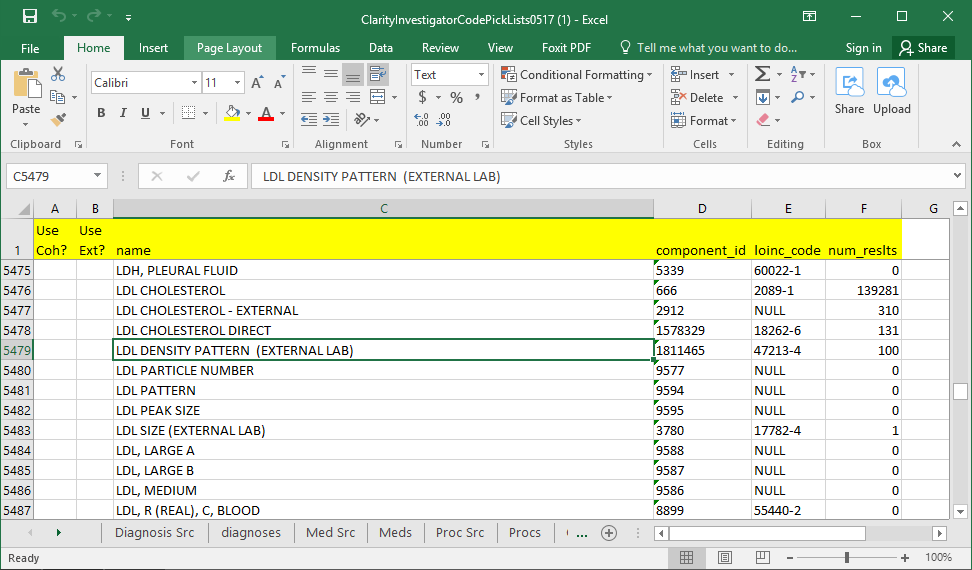 ClarityInvestigatorCodePickLists0517 (1) - Excel
File Home Insert Page Layout Formulas Data Review View Foxit PDF Tell me what you want to do... Sign in Share
Calibri 11 Text Conditional Formatting Insert
Paste B I U $ % , Format as Table Delete Share Upload
Cell Styles Format
Clipboard Font Alignment Number Styles Cells Editing Box
C5479 fx LDL DENSITY PATTERN  (EXTERNAL LAB)
A B C D E F G
Use Use
1 Coh? Ext? name component_id loinc_code num_reslts
5475 LDH, PLEURAL FLUID 5339 60022-1 0
5476 LDL CHOLESTEROL 666 2089-1 139281
5477 LDL CHOLESTEROL - EXTERNAL 2912 NULL 310
5478 LDL CHOLESTEROL DIRECT 1578329 18262-6 131
5479 LDL DENSITY PATTERN  (EXTERNAL LAB) 1811465 47213-4 100
5480 LDL PARTICLE NUMBER 9577 NULL 0
5481 LDL PATTERN 9594 NULL 0
5482 LDL PEAK SIZE 9595 NULL 0
5483 LDL SIZE (EXTERNAL LAB) 3780 17782-4 1
5484 LDL, LARGE A 9588 NULL 0
5485 LDL, LARGE B 9587 NULL 0
5486 LDL, MEDIUM 9586 NULL 0
5487 LDL, R (REAL), C, BLOOD 8899 55440-2 0
Diagnosis Src diagnoses Med Src Meds Proc Src Procs ...
Ready 100%